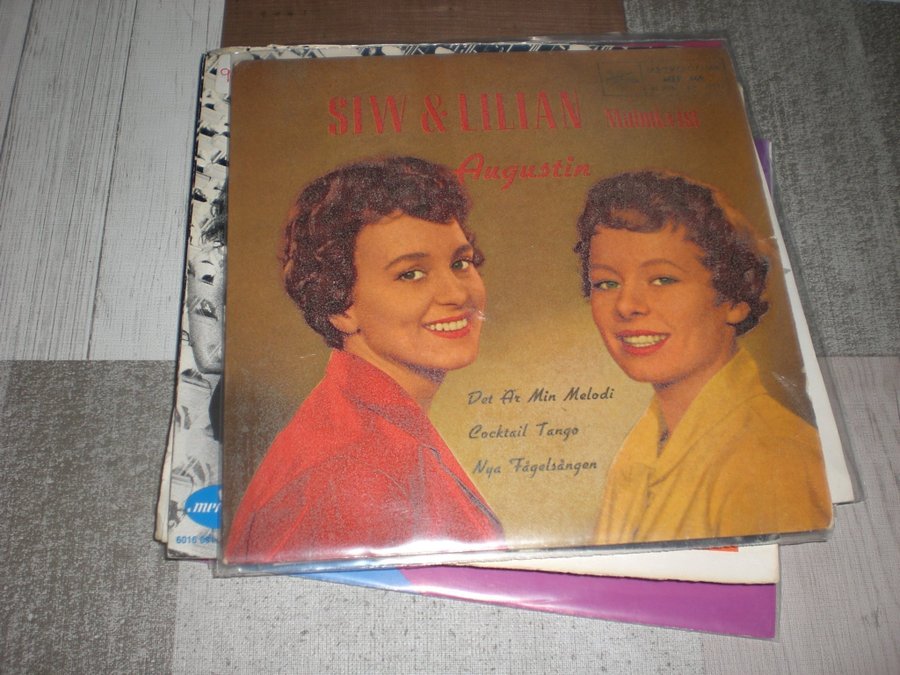 SIW & LILIAN
Augustin
Det Är Min Melodi
Cocktail Tango
Nya Fågelsången